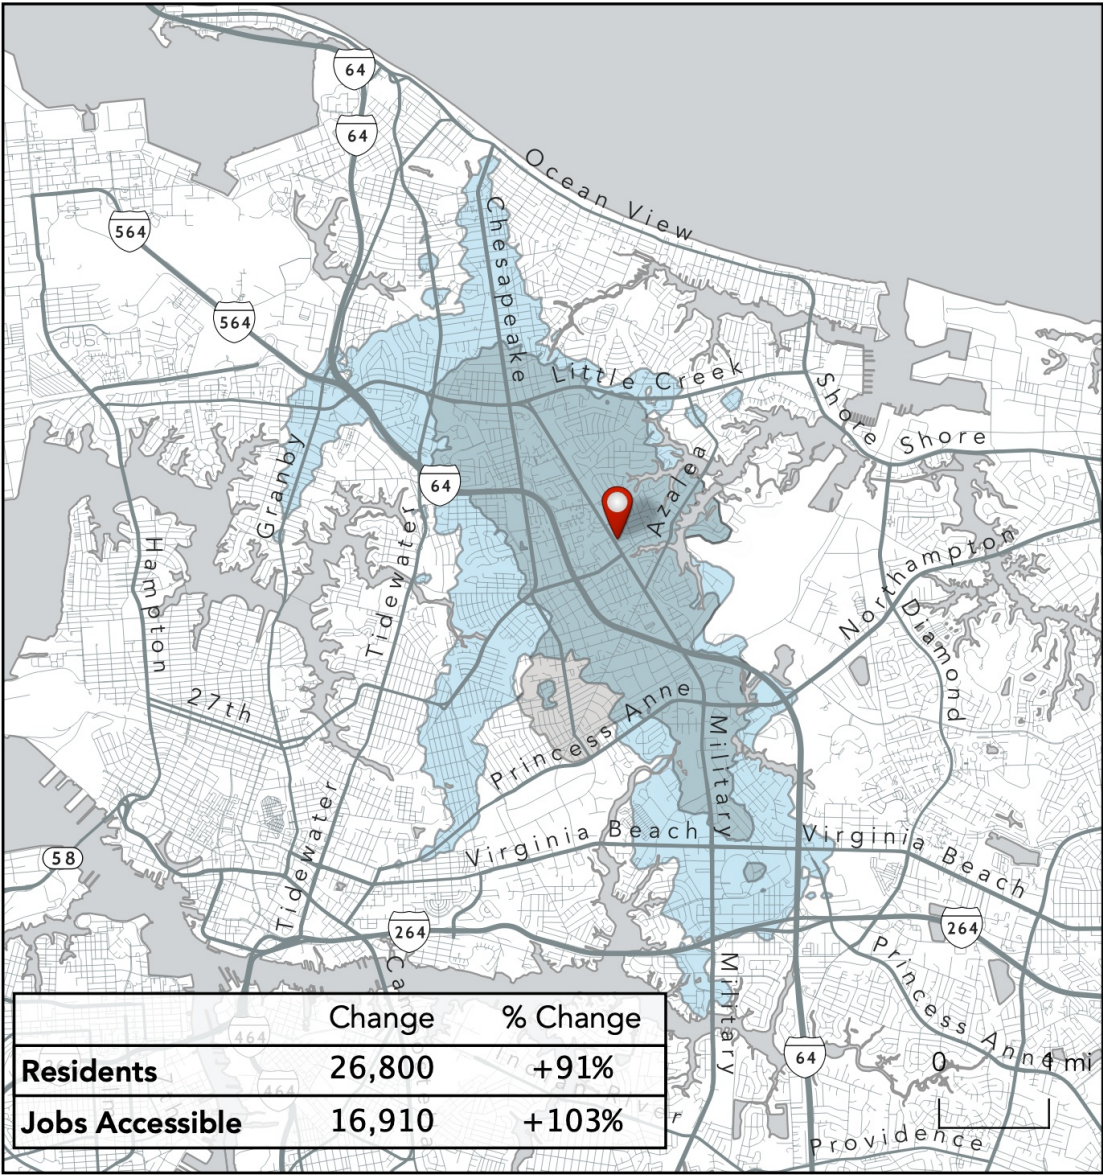 64
64
Ocean View
Chesapeake
564
564
Little Creek
Shore
Shore
Granby
64
Azalea
Tidewater
Hampton
Northampton
Diamond
27th
Princess Anne
Military
Tidewater
Virginia Beach
Virginia Beach
58
264
264
Princess Anne
Military
64
0 1 mi
Providence
464
464
Change % Change
Residents 26,800 +91%
Jobs Accessible 16,910 +103%